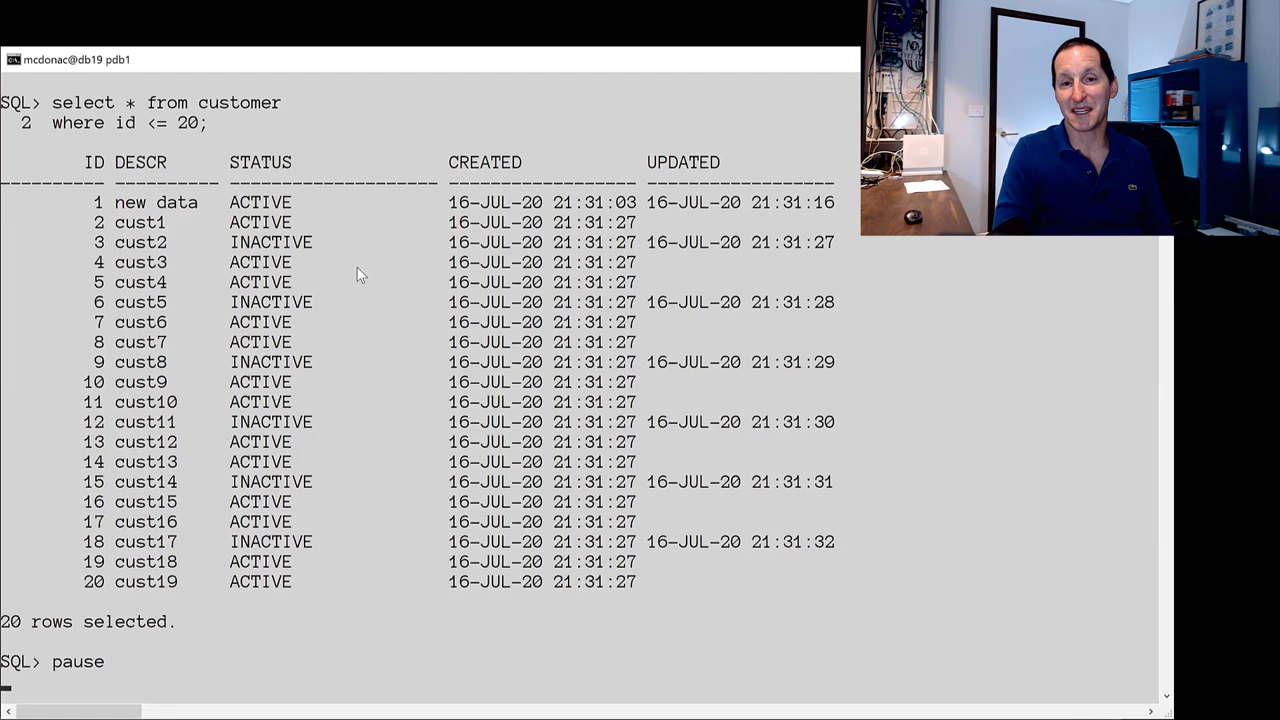 mcdonac@db19 pdb1
SQL> select * from customer
2 where id <= 20;
ID DESCR STATUS CREATED UPDATED
---------- ---------- -------------------- ------------------ ------------------
1 new data ACTIVE 16-JUL-20 21:31:03 16-JUL-20 21:31:16
2 cust1 ACTIVE 16-JUL-20 21:31:27
3 cust2 INACTIVE 16-JUL-20 21:31:27 16-JUL-20 21:31:27
4 cust3 ACTIVE 16-JUL-20 21:31:27
5 cust4 ACTIVE 16-JUL-20 21:31:27
6 cust5 INACTIVE 16-JUL-20 21:31:27 16-JUL-20 21:31:28
7 cust6 ACTIVE 16-JUL-20 21:31:27
8 cust7 ACTIVE 16-JUL-20 21:31:27
9 cust8 INACTIVE 16-JUL-20 21:31:27 16-JUL-20 21:31:29
10 cust9 ACTIVE 16-JUL-20 21:31:27
11 cust10 ACTIVE 16-JUL-20 21:31:27
12 cust11 INACTIVE 16-JUL-20 21:31:27 16-JUL-20 21:31:30
13 cust12 ACTIVE 16-JUL-20 21:31:27
14 cust13 ACTIVE 16-JUL-20 21:31:27
15 cust14 INACTIVE 16-JUL-20 21:31:27 16-JUL-20 21:31:31
16 cust15 ACTIVE 16-JUL-20 21:31:27
17 cust16 ACTIVE 16-JUL-20 21:31:27
18 cust17 INACTIVE 16-JUL-20 21:31:27 16-JUL-20 21:31:32
19 cust18 ACTIVE 16-JUL-20 21:31:27
20 cust19 ACTIVE 16-JUL-20 21:31:27
20 rows selected.
SQL> pause